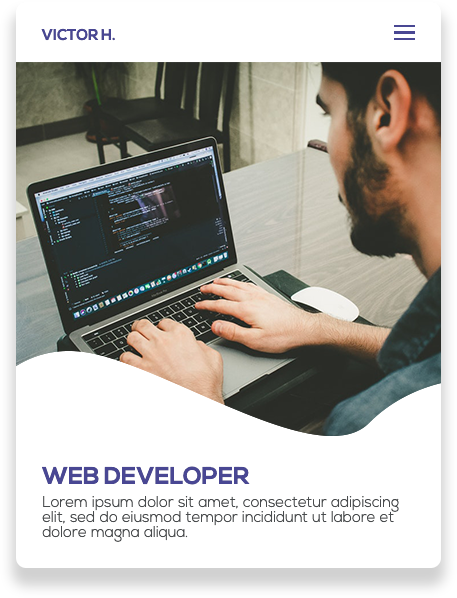 VICTOR H.
WEB DEVELOPER
Lorem ipsum dolor sit amet, consectetur adipiscing
elit, sed do eiusmod tempor incididunt ut labore et
dolore magna aliqua.